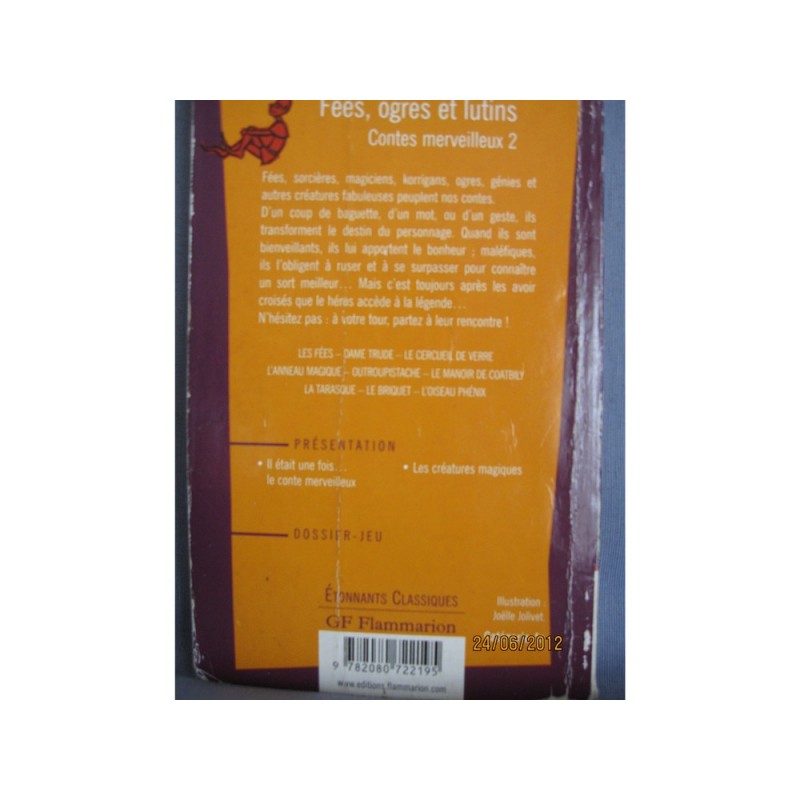 Fées, ogres et lutins
Contes merveilleux 2
Fées, sorcières, magiciens, korrigans, ogres, génies et
autres créatures fabuleuses peuplent nos contes.
D'un coup de baguette, d'un mot, ou d'un geste, ils
transforment le destin du personnage. Quand ils sont
bienveillants, ils lui apportent le bonheur ; maléfiques,
ils l'obligent à ruser et à se surpasser pour connaître
un sort meilleur... Mais c'est toujours après les avoir
croisés que le héros accède à la légende...
N'hésitez pas : à votre tour, partez à leur rencontre !
LES FÉES – DAME TRUDE – LE CERCUEIL DE VERRE
L'ANNEAU MAGIQUE – OUTROUPISTACHE – LE MANOIR DE COATBILY
LA TARASQUE – LE BRIQUET – L'OISEAU PHÉNIX
PRÉSENTATION
• Il était une fois...
le conte merveilleux
• Les créatures magiques
DOSSIER-JEU
ÉTONNANTS CLASSIQUES
GF Flammarion
Illustration :
Joëlle Jolivet
24/06/2012
9 782080 722195
www.editions.flammarion.com